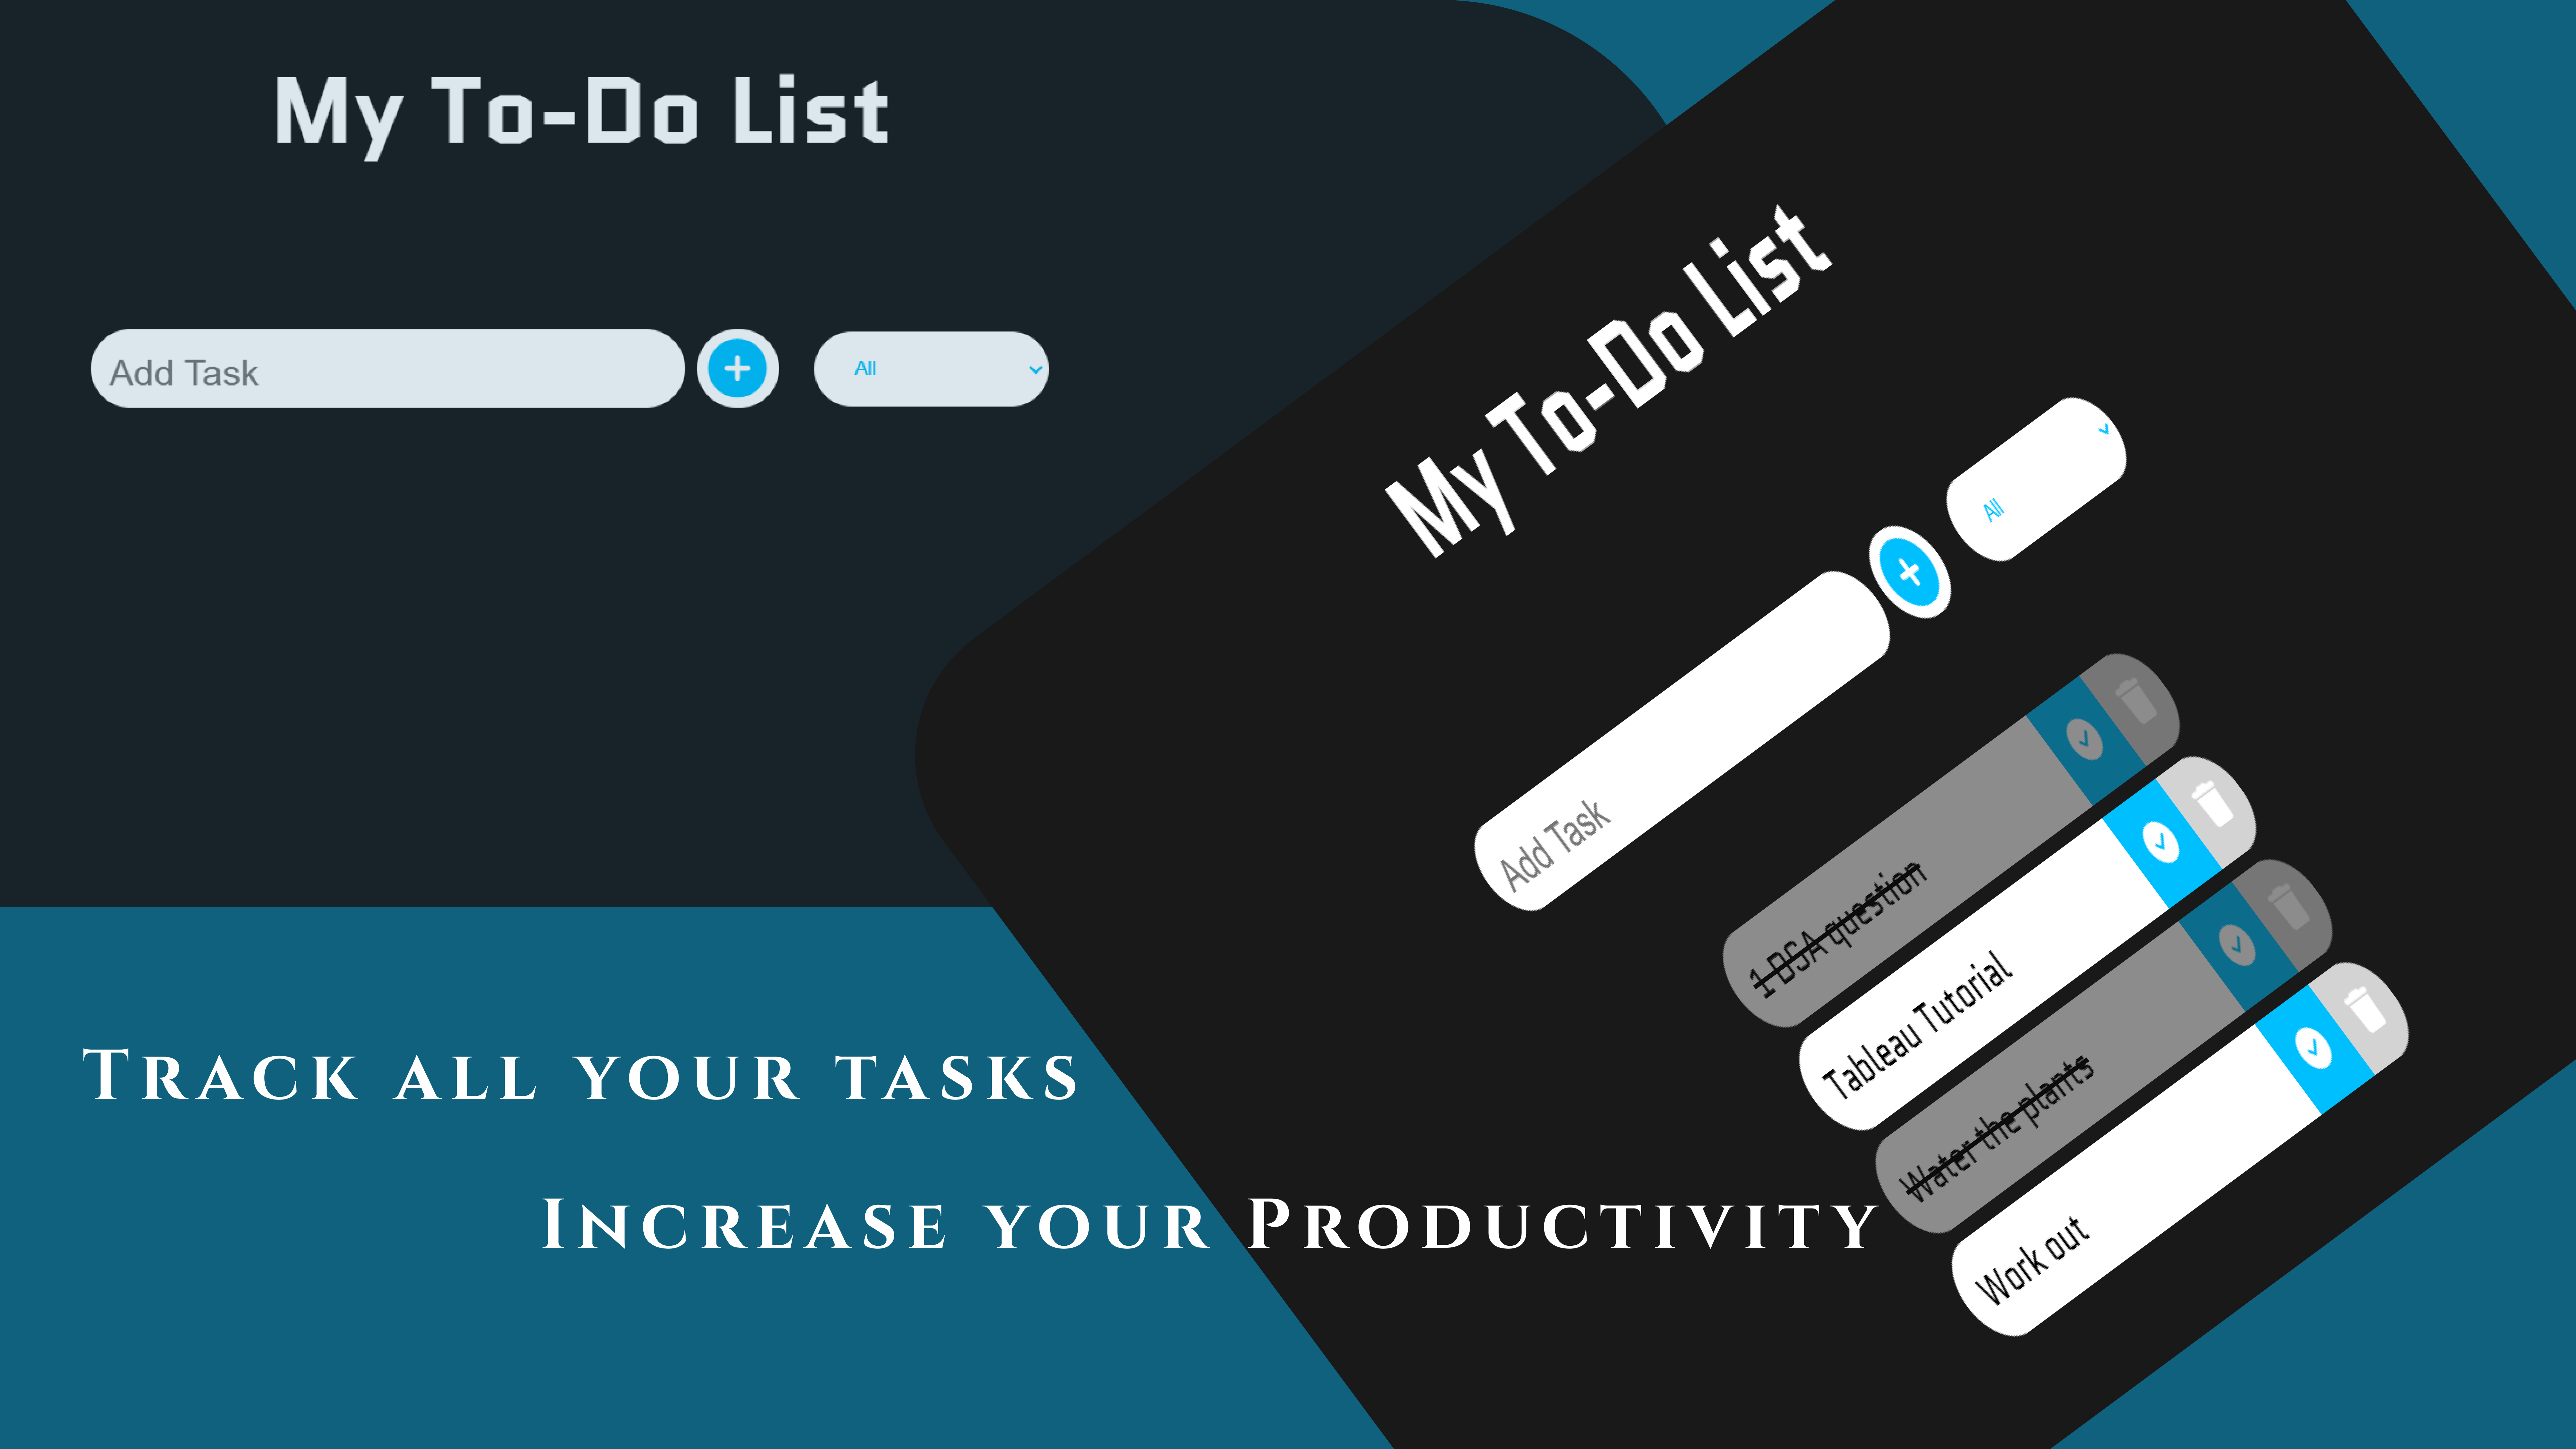 My To-Do List
Add Task
All
My To-Do List
Add Task
All
1 DSA question
Tableau Tutorial
Water the plants
Work out
Track all your tasks
Increase your Productivity